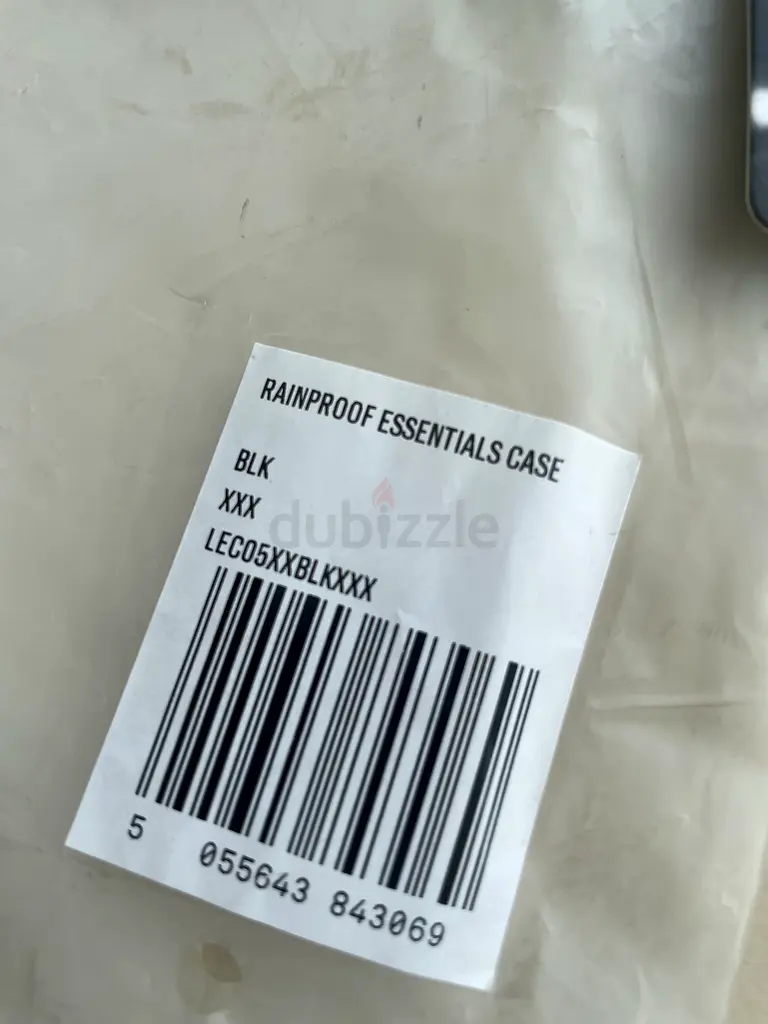 RAINPROOF ESSENTIALS CASE
BLK
XXX
dubizzle
LEC05XXBLKXXX
5 055643 843069